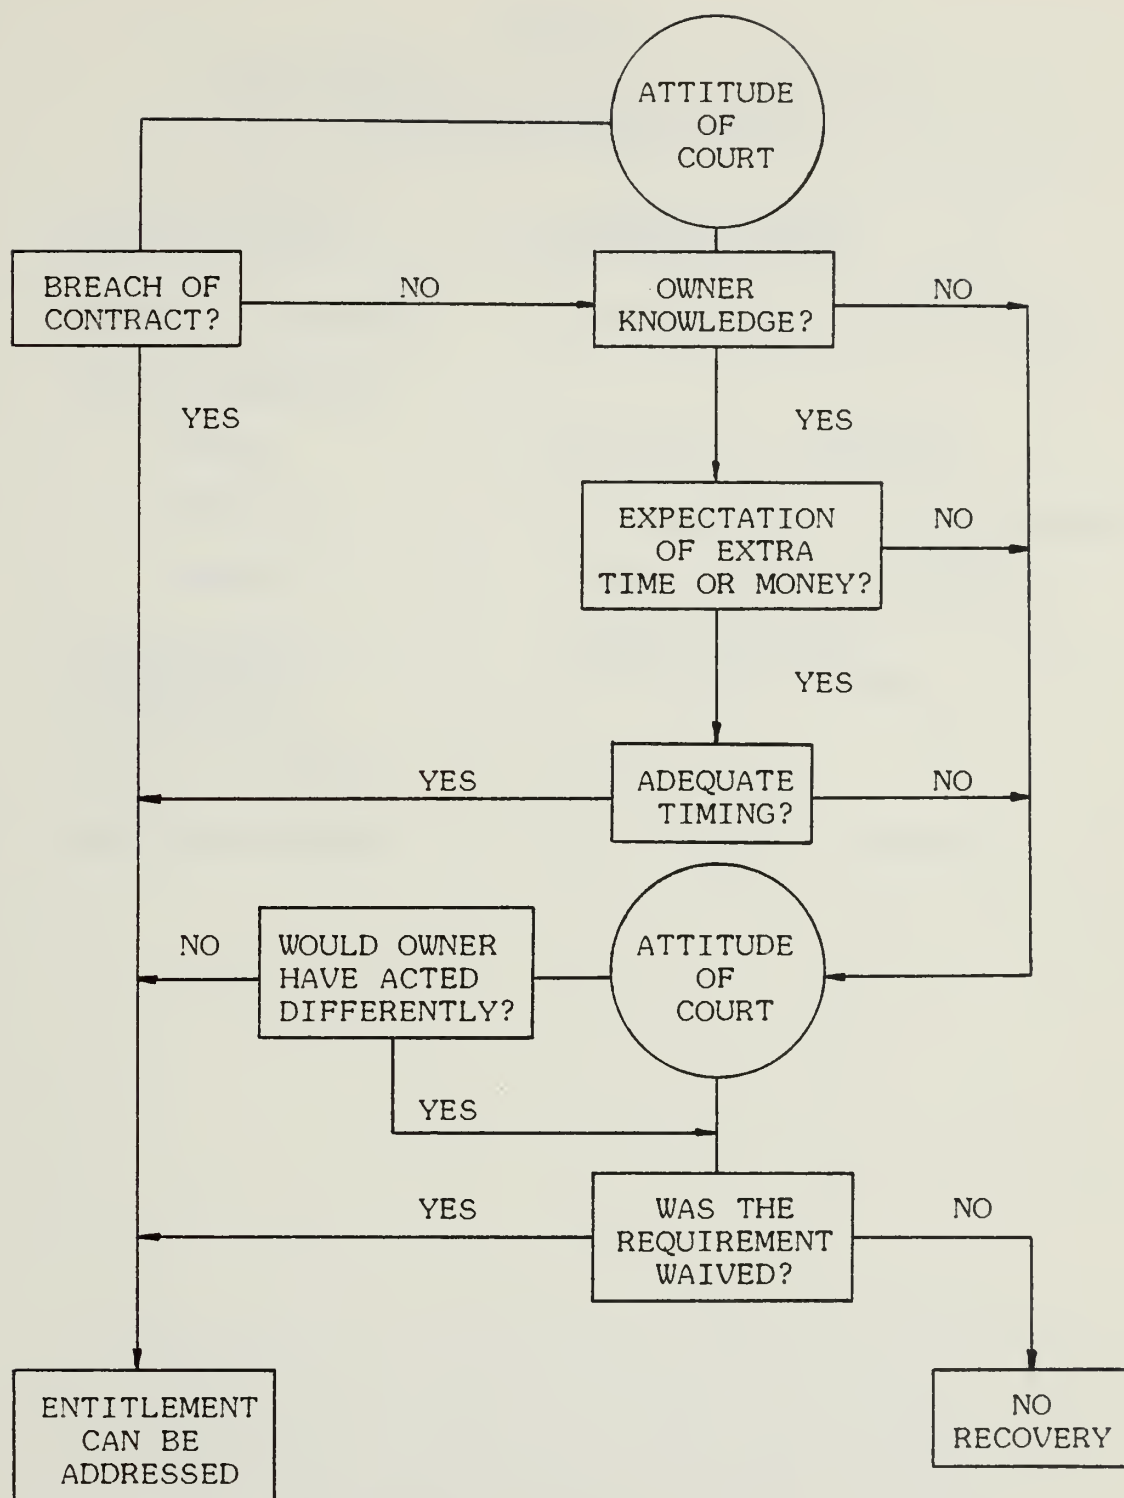 ATTITUDE
OF
COURT
BREACH OF
CONTRACT?
NO
OWNER
KNOWLEDGE?
NO
YES
YES
EXPECTATION
OF EXTRA
TIME OR MONEY?
NO
YES
YES
ADEQUATE
TIMING?
NO
NO
WOULD OWNER
HAVE ACTED
DIFFERENTLY?
ATTITUDE
OF
COURT
YES
YES
WAS THE
REQUIREMENT
WAIVED?
NO
ENTITLEMENT
CAN BE
ADDRESSED
NO
RECOVERY